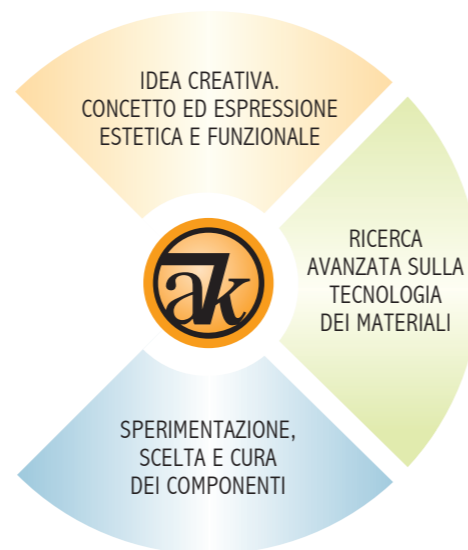 IDEA CREATIVA.
CONCETTO ED ESPRESSIONE
ESTETICA E FUNZIONALE
RICERCA
AVANZATA SULLA
TECNOLOGIA
DEI MATERIALI
7
ak
SPERIMENTAZIONE,
SCELTA E CURA
DEI COMPONENTI